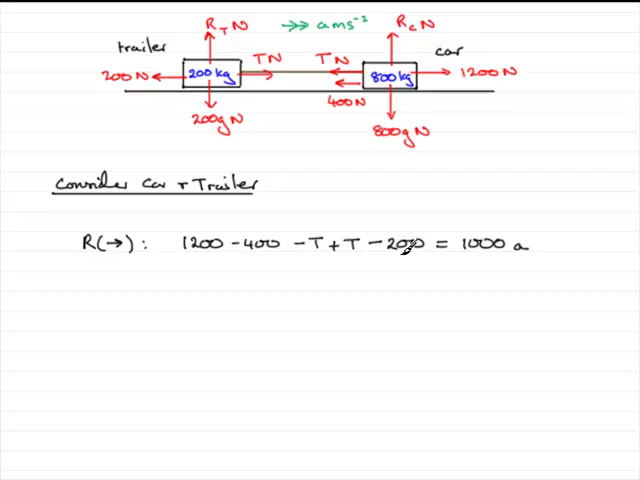 R_T N
→→ a ms⁻²
R_C N
trailer
T N
T N
car
200 N
200 kg
800 kg
1200 N
400 N
200g N
800g N
Consider Car + Trailer
R(→) : 1200 - 400 - T + T - 200 = 1000 a